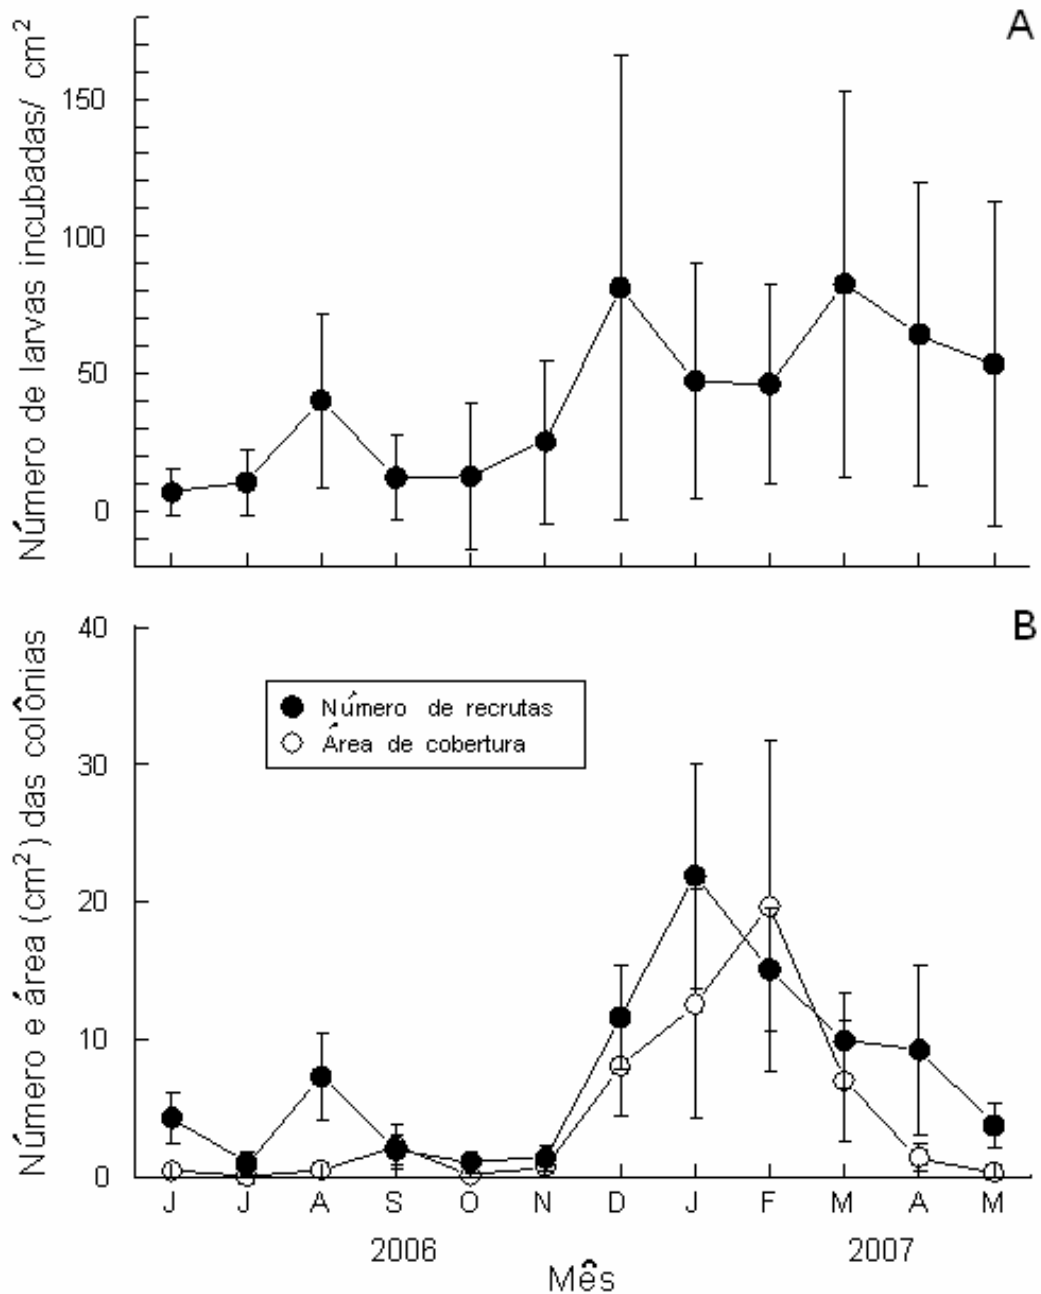 A
Número de larvas incubadas/ cm²
150
100
50
0
B
Número e área (cm²) das colônias
40
30
20
10
0
Número de recrutas
Área de cobertura
J J A S O N D J F M A M
2006 2007
Mês